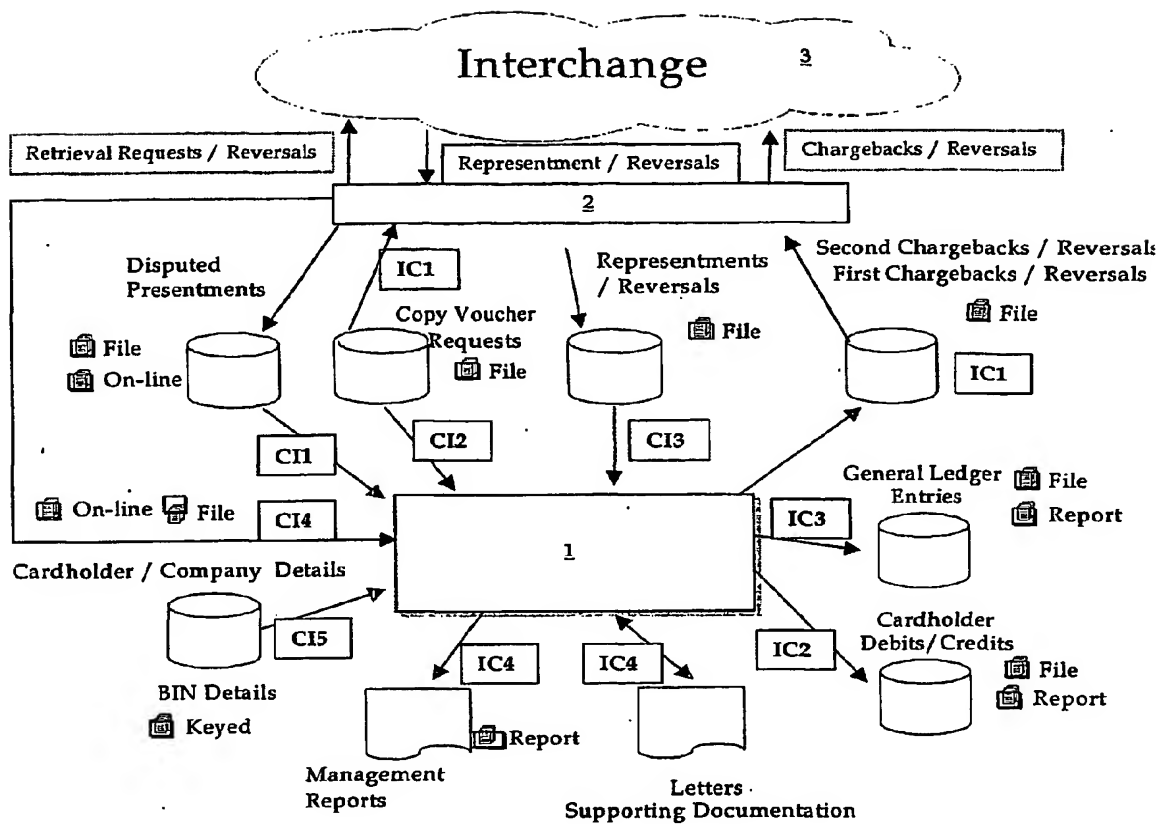 Interchange 3
Retrieval Requests / Reversals
Representment / Reversals
Chargebacks / Reversals
2
Disputed
Presentments
IC1
Representments
/ Reversals
Second Chargebacks / Reversals
First Chargebacks / Reversals
File
On-line
Copy Voucher
Requests
File
File
File
IC1
CI1
CI2
CI3
On-line File
CI4
1
IC3
General Ledger
Entries
File
Report
Cardholder / Company Details
CI5
BIN Details
Keyed
IC4
IC4
IC2
Cardholder
Debits/Credits
File
Report
Report
Management
Reports
Letters
Supporting Documentation